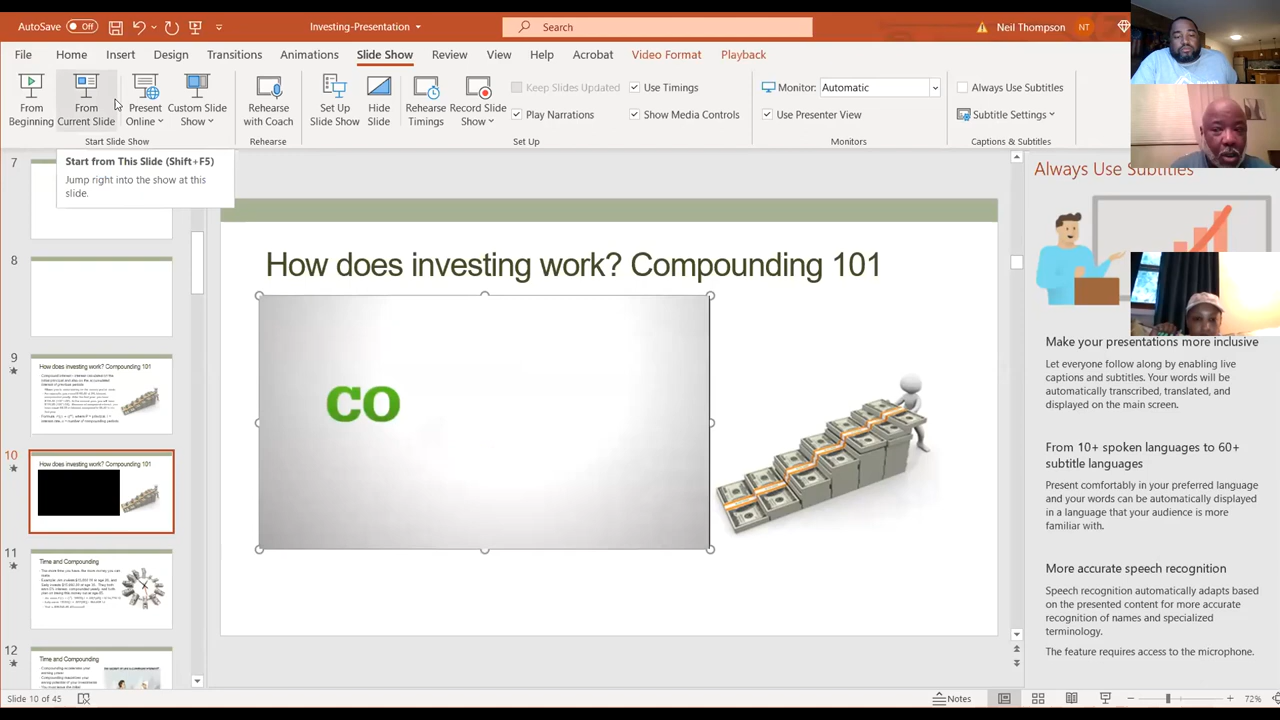 AutoSave Off
Investing-Presentation
Search
Neil Thompson NT
File Home Insert Design Transitions Animations Slide Show Review View Help Acrobat Video Format Playback
From Beginning
From Current Slide
Present Online
Custom Slide Show
Rehearse with Coach
Set Up Slide Show
Hide Slide
Rehearse Timings
Record Slide Show
Keep Slides Updated
Play Narrations
Use Timings
Show Media Controls
Monitor: Automatic
Use Presenter View
Always Use Subtitles
Subtitle Settings
Start Slide Show
Rehearse
Set Up
Monitors
Captions & Subtitles
Start from This Slide (Shift+F5)
Jump right into the show at this
slide.
7
8
9
How does investing work? Compounding 101
10
How does investing work? Compounding 101
11
Time and Compounding
12
Time and Compounding
How does investing work? Compounding 101
co
Always Use Subtitles
Make your presentations more inclusive
Let everyone follow along by enabling live
captions and subtitles. Your words will be
automatically transcribed, translated, and
displayed on the main screen.
From 10+ spoken languages to 60+
subtitle languages
Present comfortably in your preferred language
and your words can be automatically displayed
in a language that your audience is more
familiar with.
More accurate speech recognition
Speech recognition automatically adapts based
on the presented content for more accurate
recognition of names and specialized
terminology.
The feature requires access to the microphone.
Slide 10 of 45
Notes
72%